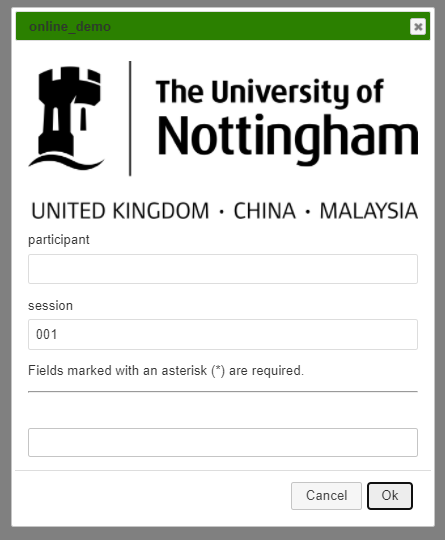 online_demo
The University of
Nottingham
UNITED KINGDOM · CHINA · MALAYSIA
participant
session
001
Fields marked with an asterisk (*) are required.
Cancel Ok